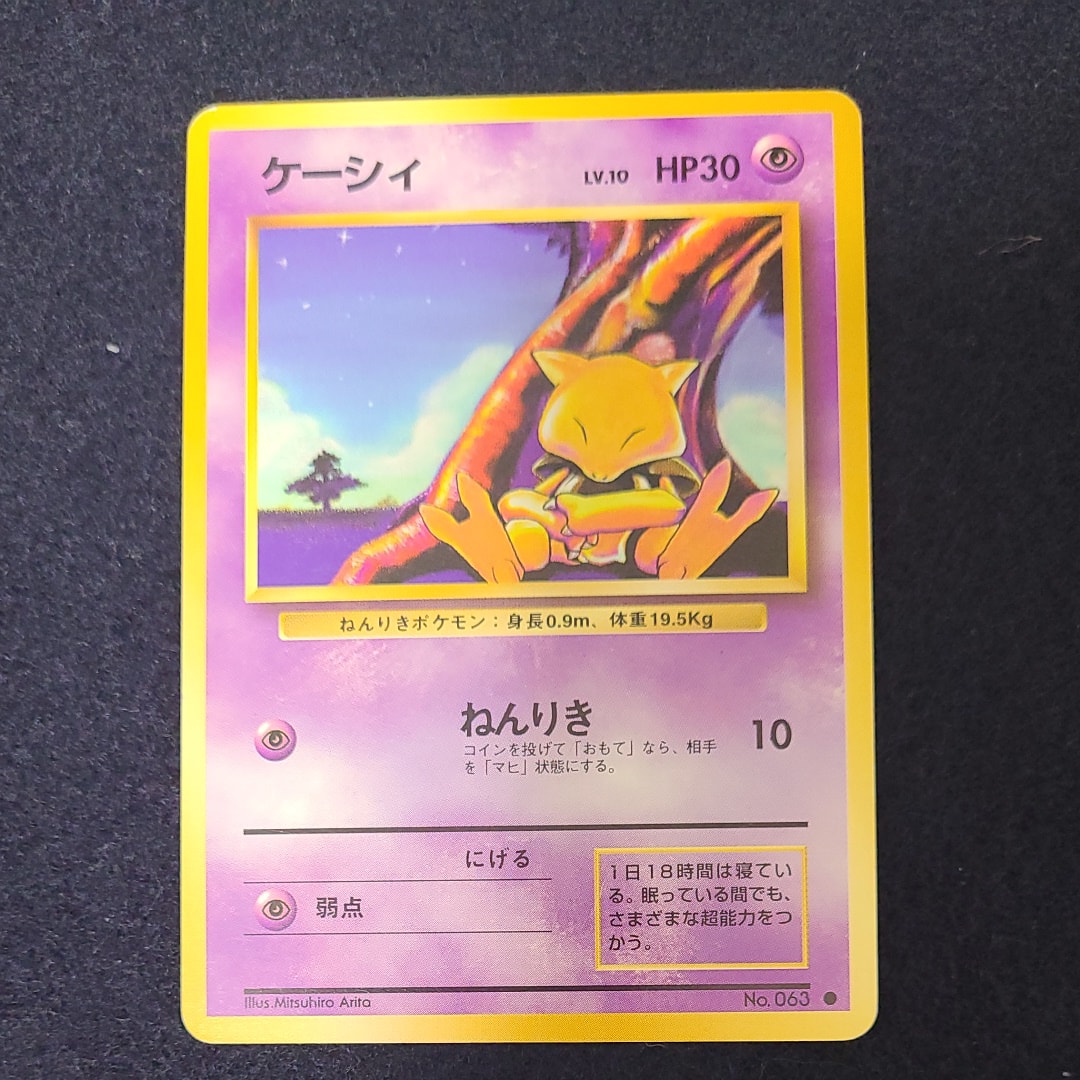 ケーシィ LV.10 HP30
ねんりきポケモン：身長0.9m、体重19.5Kg
ねんりき 10
コインを投げて「おもて」なら、相手
を「マヒ」状態にする。
にげる
弱点
1日18時間は寝てい
る。眠っている間でも、
さまざまな超能力をつ
かう。
Illus.Mitsuhiro Arita No.063 ●